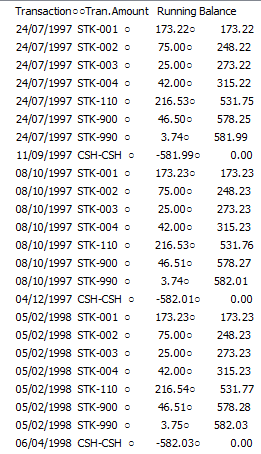 Transaction○○Tran.Amount Running Balance
24/07/1997 STK-001 ○ 173.22○ 173.22
24/07/1997 STK-002 ○ 75.00○ 248.22
24/07/1997 STK-003 ○ 25.00○ 273.22
24/07/1997 STK-004 ○ 42.00○ 315.22
24/07/1997 STK-110 ○ 216.53○ 531.75
24/07/1997 STK-900 ○ 46.50○ 578.25
24/07/1997 STK-990 ○ 3.74○ 581.99
11/09/1997 CSH-CSH ○ -581.99○ 0.00
08/10/1997 STK-001 ○ 173.23○ 173.23
08/10/1997 STK-002 ○ 75.00○ 248.23
08/10/1997 STK-003 ○ 25.00○ 273.23
08/10/1997 STK-004 ○ 42.00○ 315.23
08/10/1997 STK-110 ○ 216.53○ 531.76
08/10/1997 STK-900 ○ 46.51○ 578.27
08/10/1997 STK-990 ○ 3.74○ 582.01
04/12/1997 CSH-CSH ○ -582.01○ 0.00
05/02/1998 STK-001 ○ 173.23○ 173.23
05/02/1998 STK-002 ○ 75.00○ 248.23
05/02/1998 STK-003 ○ 25.00○ 273.23
05/02/1998 STK-004 ○ 42.00○ 315.23
05/02/1998 STK-110 ○ 216.54○ 531.77
05/02/1998 STK-900 ○ 46.51○ 578.28
05/02/1998 STK-990 ○ 3.75○ 582.03
06/04/1998 CSH-CSH ○ -582.03○ 0.00